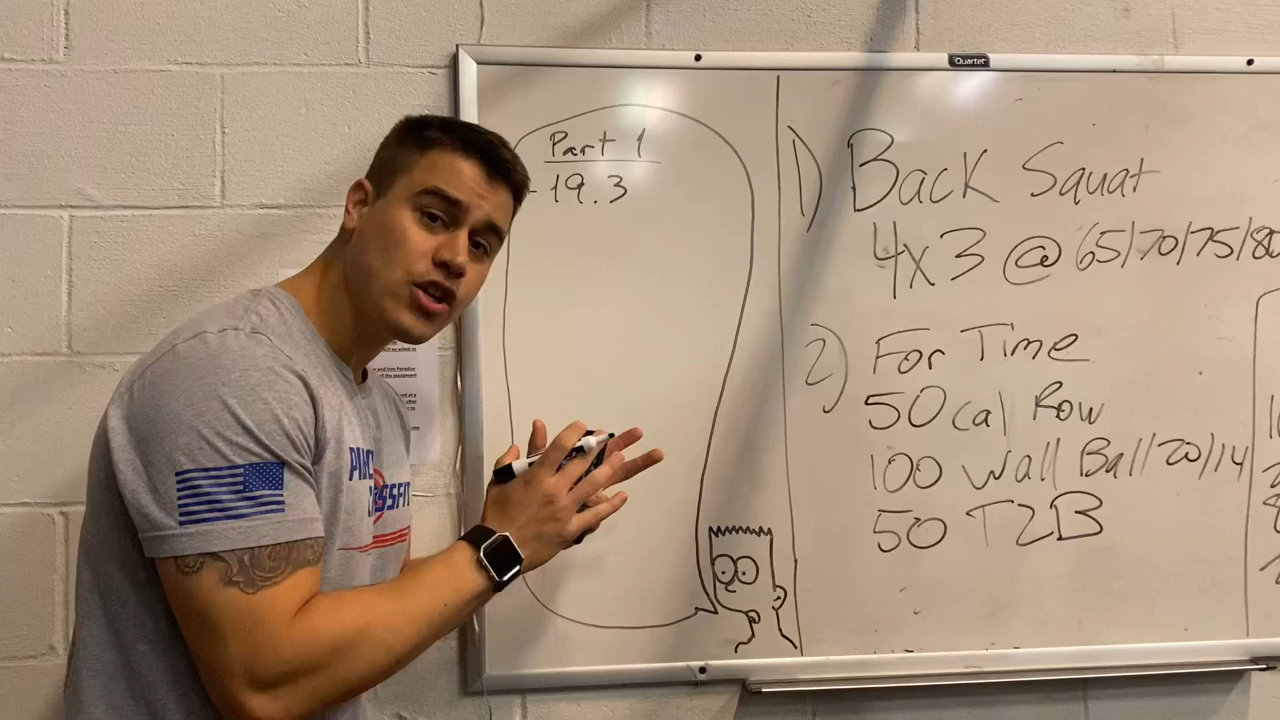 Quartet
Part 1
-19.3
1) Back Squat
4x3 @ 65/70/75/80
2) For Time
50 cal Row
100 Wall Ball 20/14
50 T2B